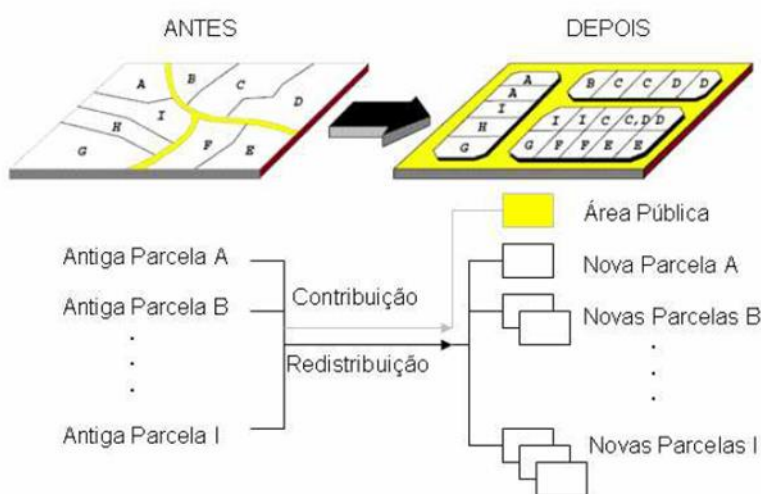 ANTES
DEPOIS
A B C D
I
H
G F E
A
A
I
H
G
B C C D D
I I C C,D D
G F F E E
Área Pública
Antiga Parcela A
Nova Parcela A
Contribuição
Antiga Parcela B
Novas Parcelas B
Redistribuição
Antiga Parcela I
Novas Parcelas I